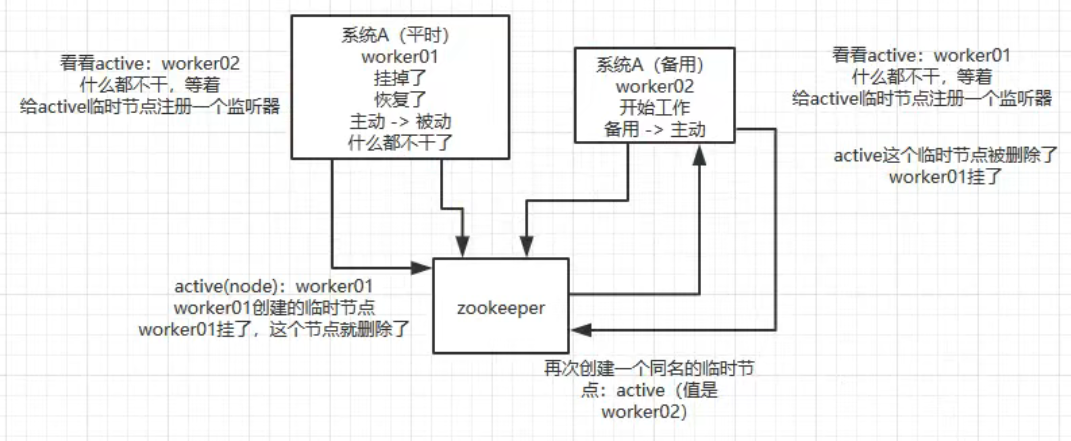 看看active：worker02
什么都不干，等着
给active临时节点注册一个监听器
系统A（平时）
worker01
挂掉了
恢复了
主动 -> 被动
什么都不干了
系统A（备用）
worker02
开始工作
备用 -> 主动
看看active：worker01
什么都不干，等着
给active临时节点注册一个监听器
active这个临时节点被删除了
worker01挂了
active(node)：worker01
worker01创建的临时节点
worker01挂了，这个节点就删除了
zookeeper
再次创建一个同名的临时节
点：active（值是
worker02）